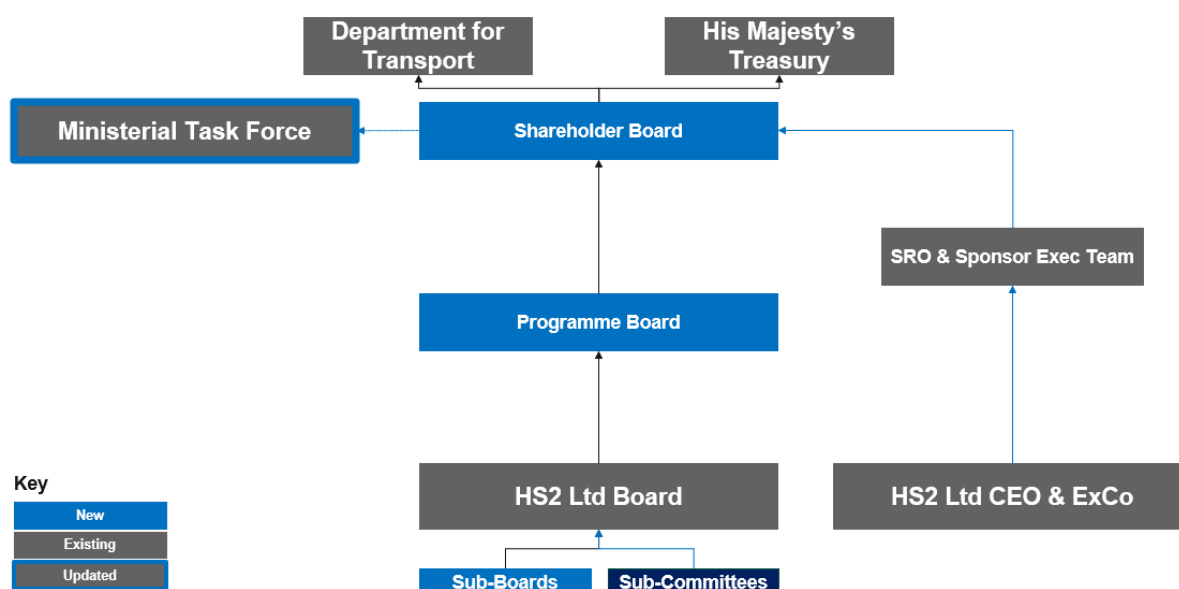 Department for
Transport
His Majesty's
Treasury
Ministerial Task Force
Shareholder Board
SRO & Sponsor Exec Team
Programme Board
HS2 Ltd Board
HS2 Ltd CEO & ExCo
Key
New
Existing
Updated
Sub-Boards
Sub-Committees